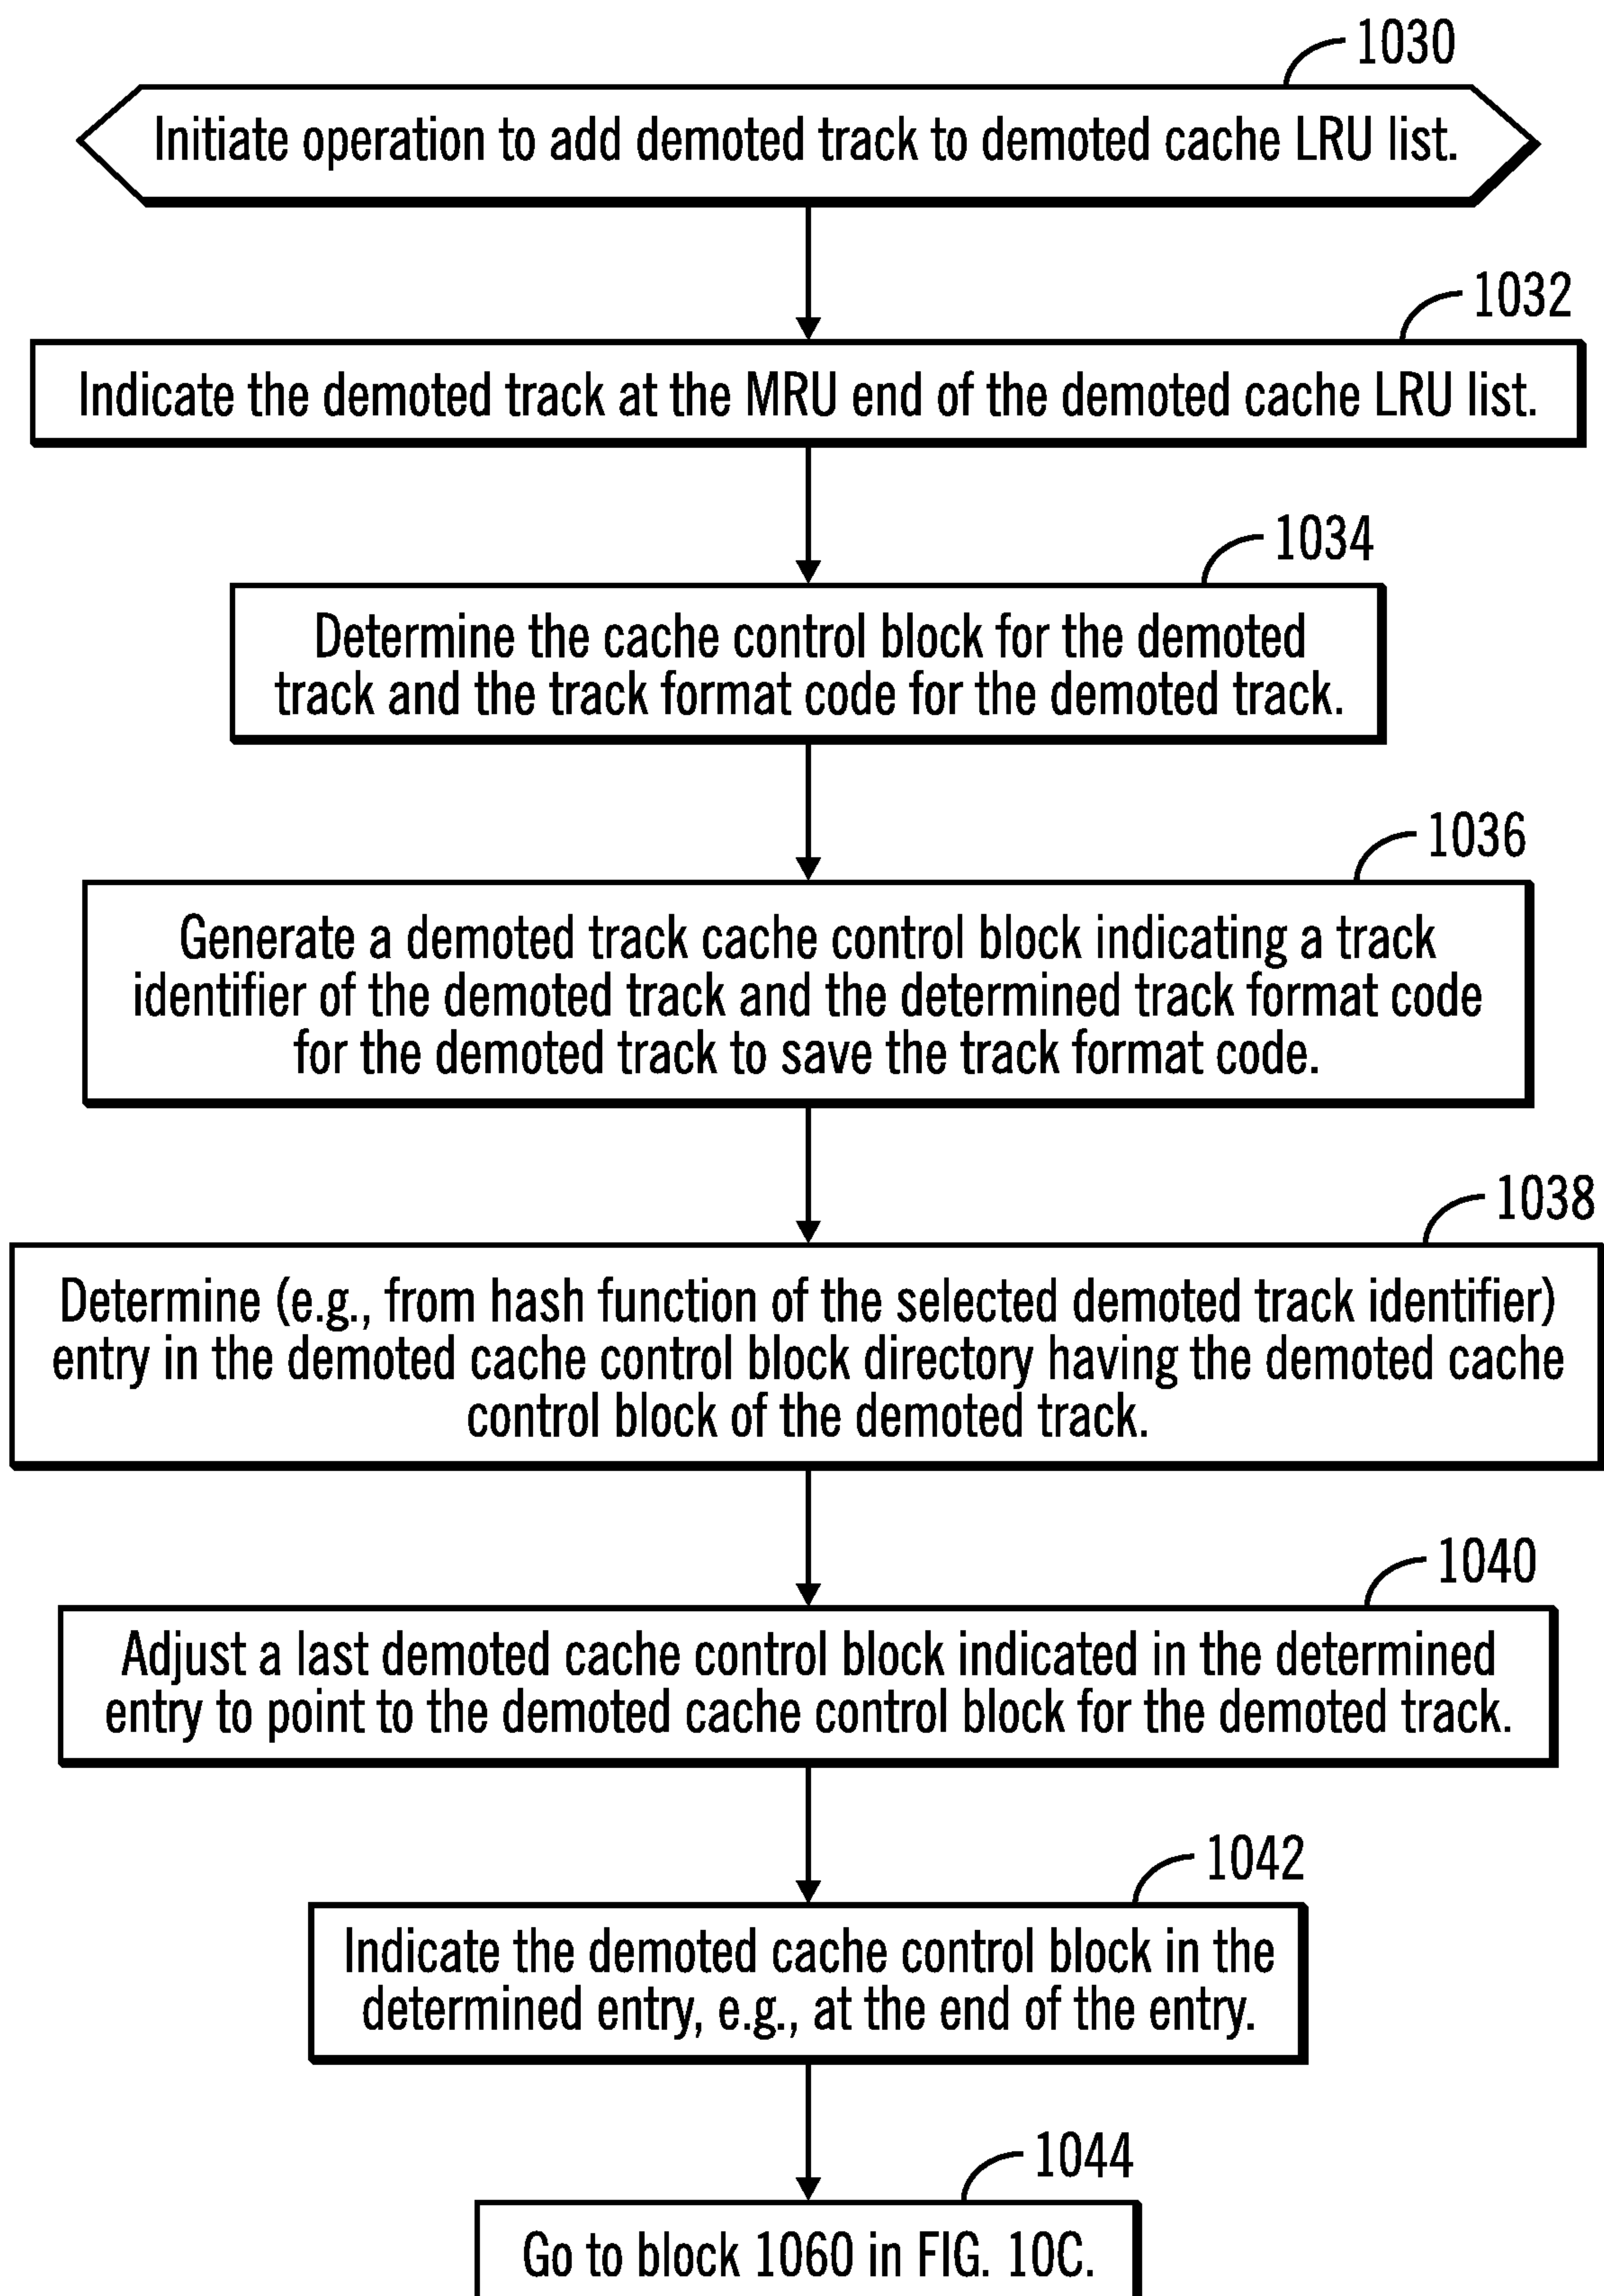 1030
Initiate operation to add demoted track to demoted cache LRU list.
1032
Indicate the demoted track at the MRU end of the demoted cache LRU list.
1034
Determine the cache control block for the demoted
track and the track format code for the demoted track.
1036
Generate a demoted track cache control block indicating a track
identifier of the demoted track and the determined track format code
for the demoted track to save the track format code.
1038
Determine (e.g., from hash function of the selected demoted track identifier)
entry in the demoted cache control block directory having the demoted cache
control block of the demoted track.
1040
Adjust a last demoted cache control block indicated in the determined
entry to point to the demoted cache control block for the demoted track.
1042
Indicate the demoted cache control block in the
determined entry, e.g., at the end of the entry.
1044
Go to block 1060 in FIG. 10C.